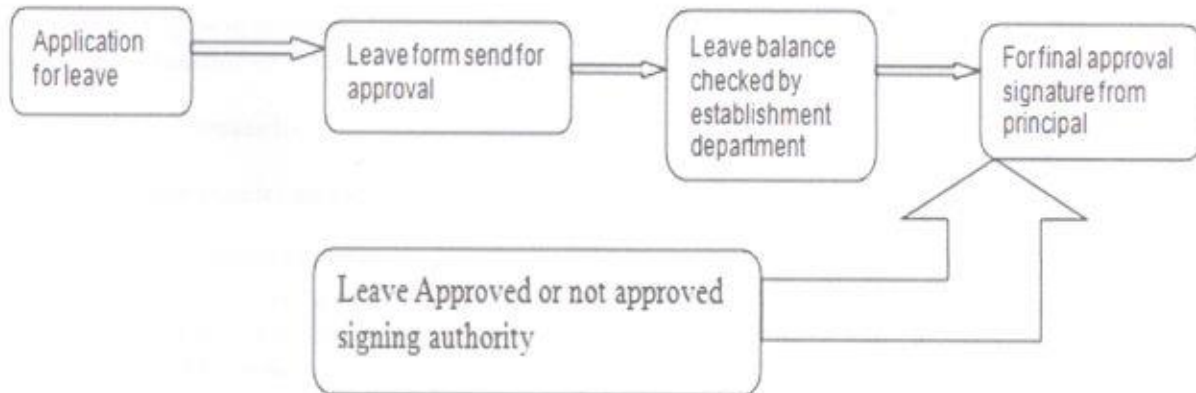 Application
for leave
Leave form send for
approval
Leave balance
checked by
establishment
department
For final approval
signature from
principal
Leave Approved or not approved
signing authority